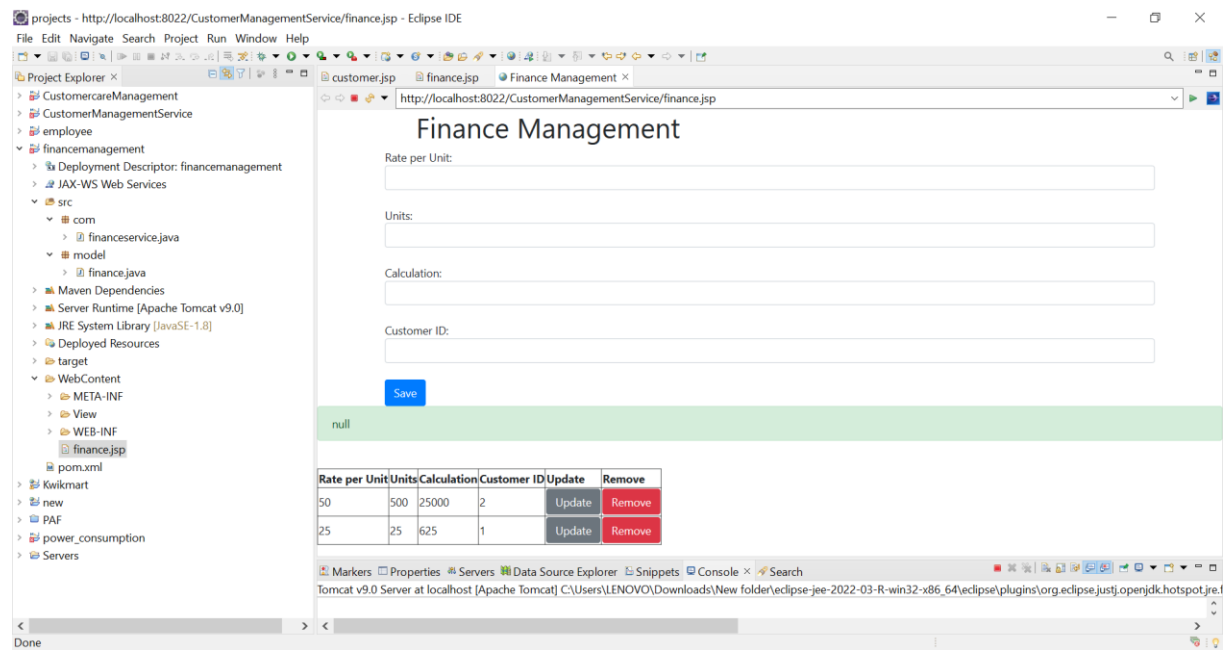 projects - http://localhost:8022/CustomerManagementService/finance.jsp - Eclipse IDE
File Edit Navigate Search Project Run Window Help
Project Explorer
CustomercareManagement
CustomerManagementService
employee
financemanagement
Deployment Descriptor: financemanagement
JAX-WS Web Services
src
com
financeservice.java
model
finance.java
Maven Dependencies
Server Runtime [Apache Tomcat v9.0]
JRE System Library [JavaSE-1.8]
Deployed Resources
target
WebContent
META-INF
View
WEB-INF
finance.jsp
pom.xml
Kwikmart
new
PAF
power_consumption
Servers
customer.jsp finance.jsp Finance Management
http://localhost:8022/CustomerManagementService/finance.jsp
Finance Management
Rate per Unit:
Units:
Calculation:
Customer ID:
Save
null
Rate per Unit Units Calculation Customer ID Update Remove
50 500 25000 2 Update Remove
25 25 625 1 Update Remove
Markers Properties Servers Data Source Explorer Snippets Console Search
Tomcat v9.0 Server at localhost [Apache Tomcat] C:\Users\LENOVO\Downloads\New folder\eclipse-jee-2022-03-R-win32-x86_64\eclipse\plugins\org.eclipse.justj.openjdk.hotspot.jre.f
Done